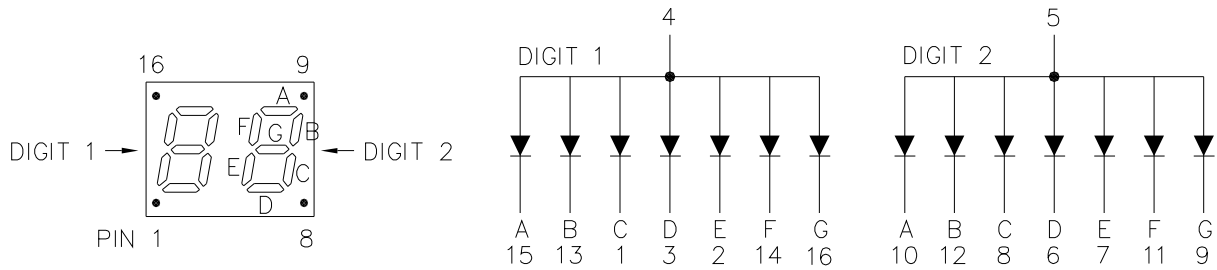 16 9
A
F G B
E C
D
DIGIT 1
DIGIT 2
PIN 1 8
4
DIGIT 1
A B C D E F G
15 13 1 3 2 14 16
5
DIGIT 2
A B C D E F G
10 12 8 6 7 11 9